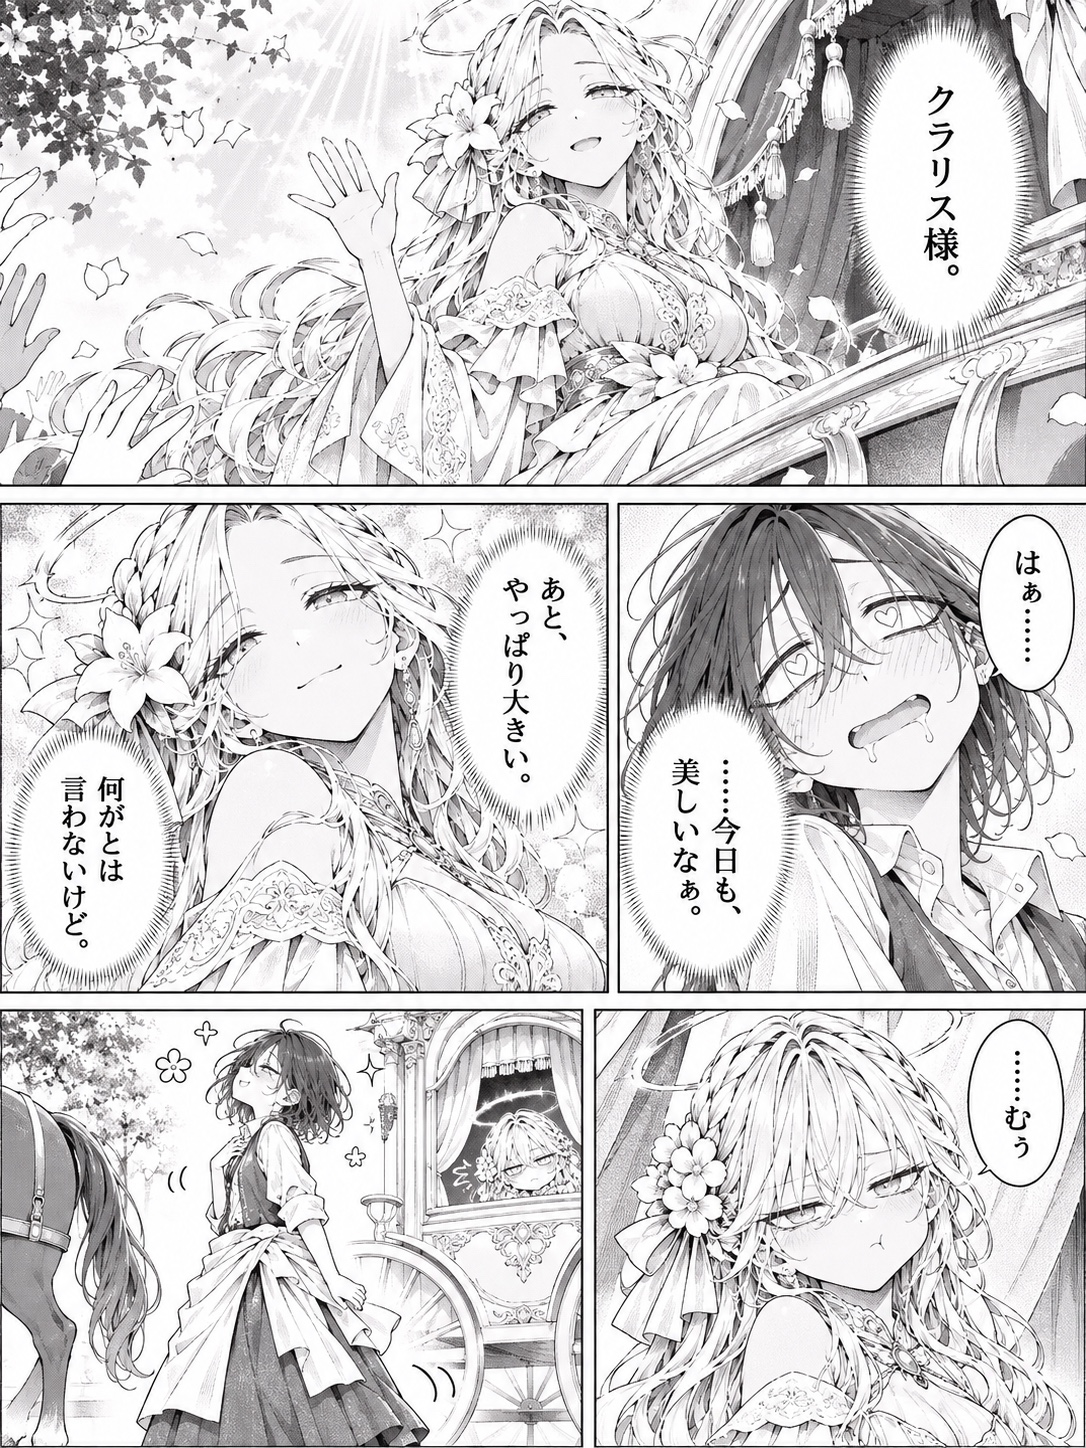 クラリス様。
はぁ……
……今日も、
美しいなぁ。
あと、
やっぱり大きい。
何がとは
言わないけど。
……むぅ